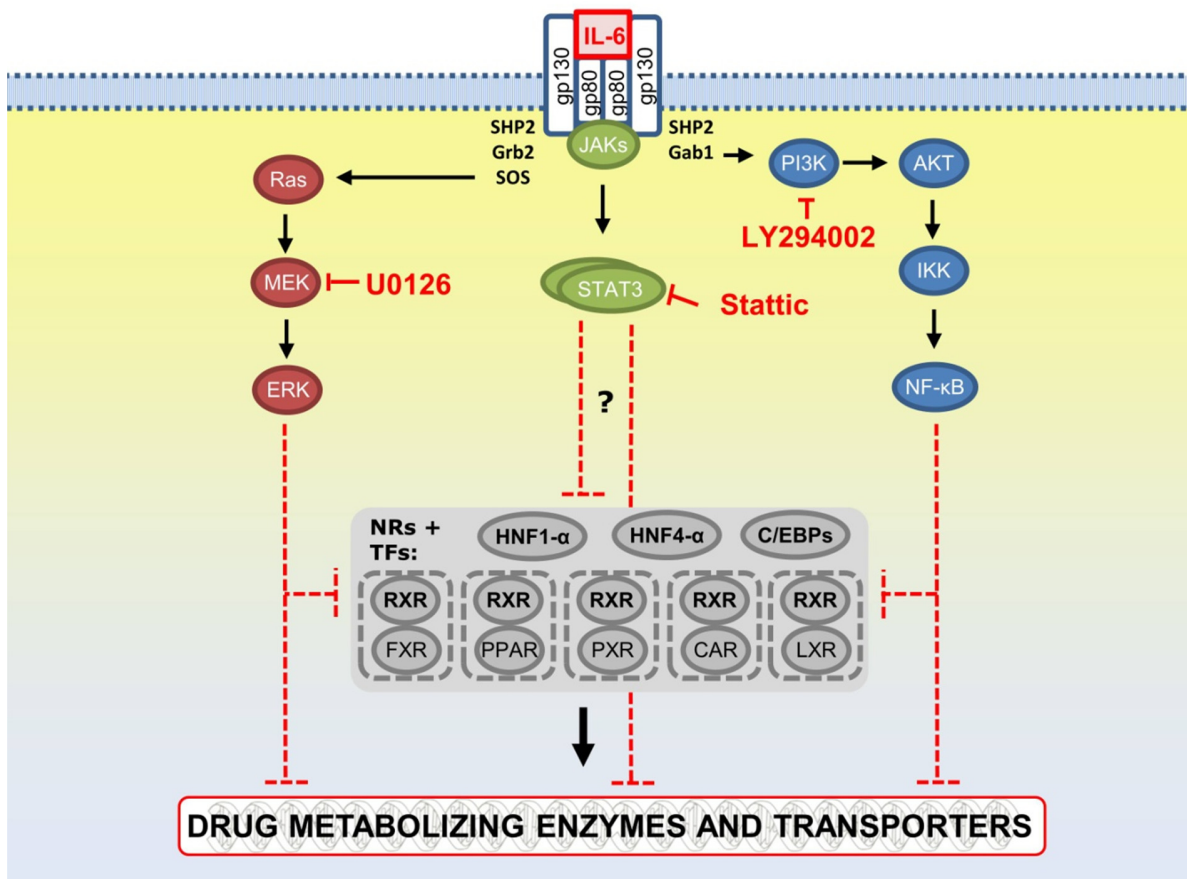 IL-6
gp130
gp80
gp80
gp130
SHP2
Grb2
SOS
JAKs
SHP2
Gab1
Ras
PI3K
AKT
LY294002
MEK
U0126
STAT3
Stattic
IKK
ERK
?
NF-κB
NRs +
TFs:
HNF1-α
HNF4-α
C/EBPs
RXR
RXR
RXR
RXR
RXR
FXR
PPAR
PXR
CAR
LXR
DRUG METABOLIZING ENZYMES AND TRANSPORTERS